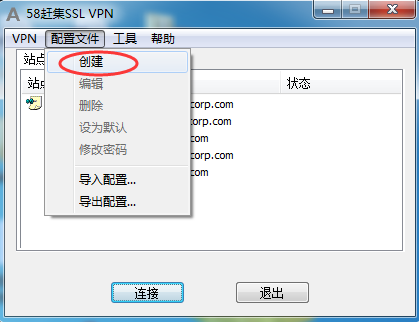 58赶集SSL VPN
VPN 配置文件 工具 帮助
站点
站点 状态
创建
编辑
删除
设为默认
修改密码
导入配置...
导出配置...
corp.com
corp.com
om
corp.com
om
连接 退出